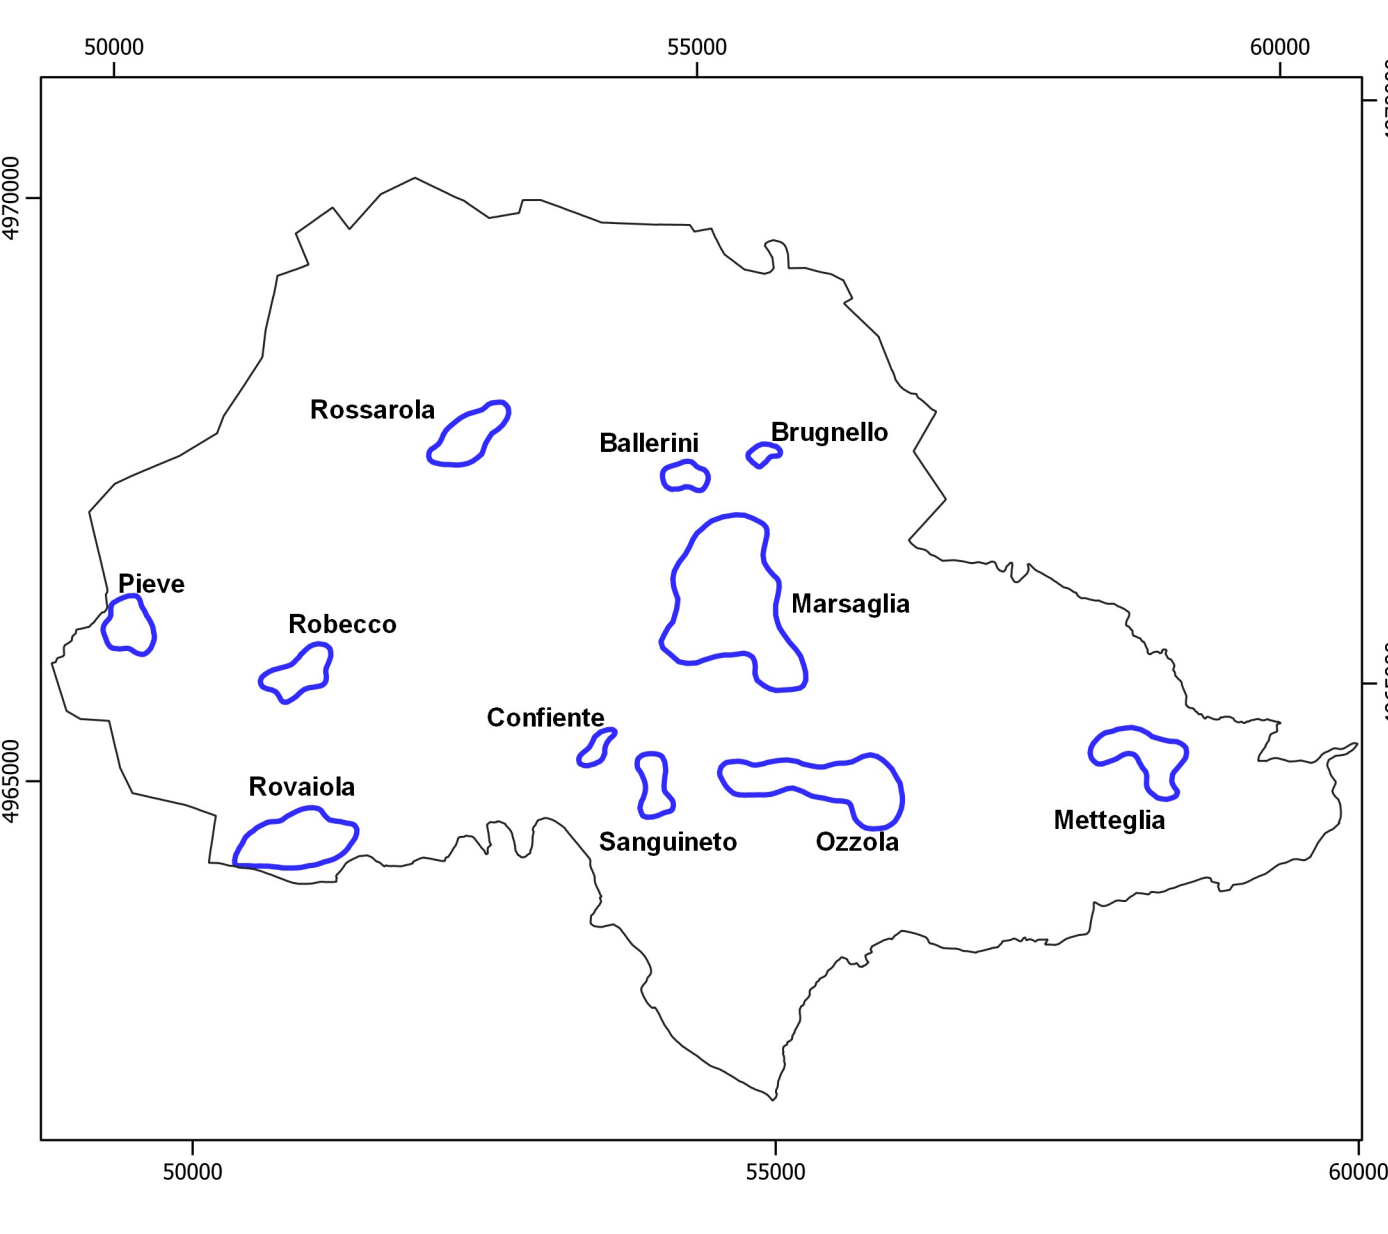 50000 55000 60000
4970000
Rossarola
Brugnello
Ballerini
Pieve
Marsaglia
Robecco
Confiente
4965000
Rovaiola
Metteglia
Sanguineto
Ozzola
50000 55000 60000